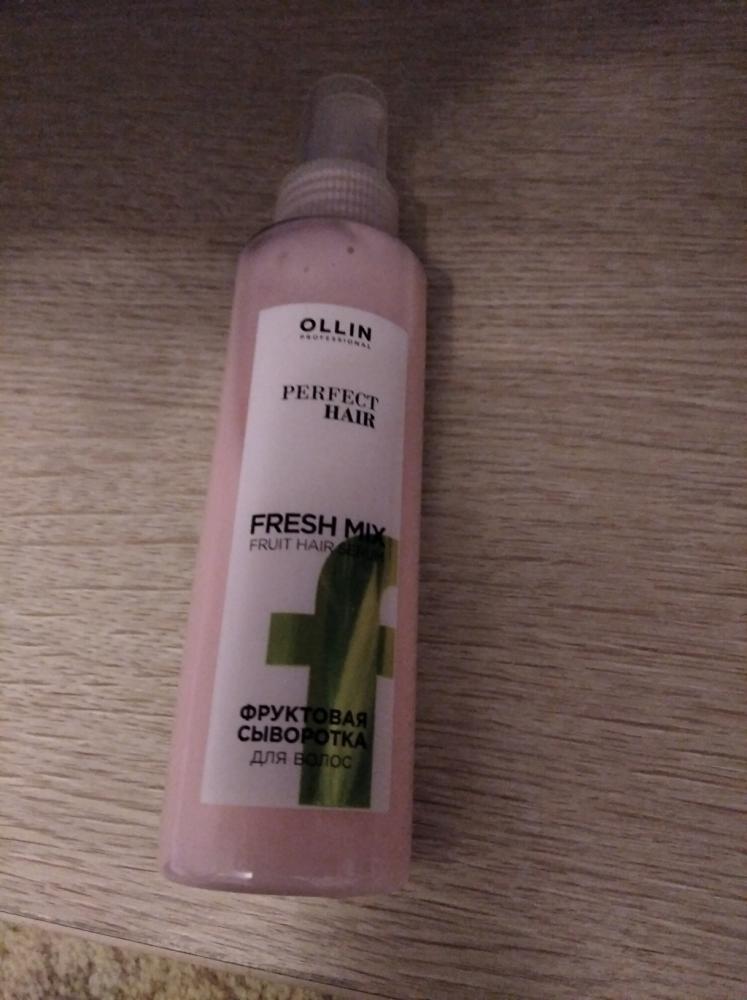 OLLIN
PROFESSIONAL
PERFECT
HAIR
FRESH MIX
FRUIT HAIR SERUM
f
ФРУКТОВАЯ
СЫВОРОТКА
ДЛЯ ВОЛОС